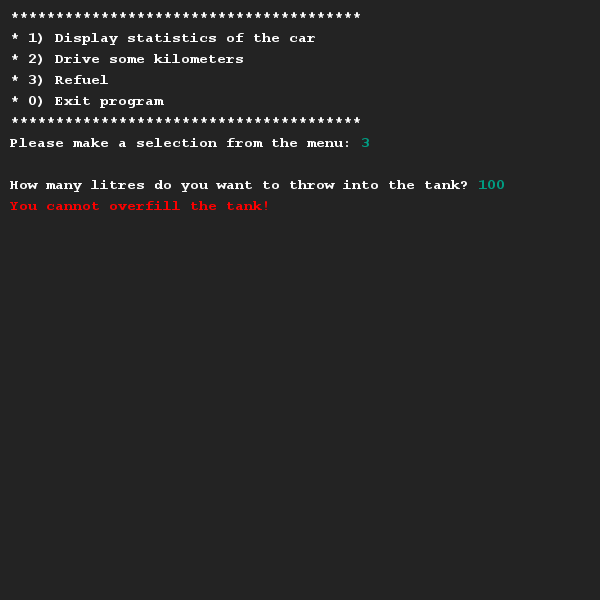 ***************************************
* 1) Display statistics of the car
* 2) Drive some kilometers
* 3) Refuel
* 0) Exit program
***************************************
Please make a selection from the menu: 3
How many litres do you want to throw into the tank? 100
You cannot overfill the tank!